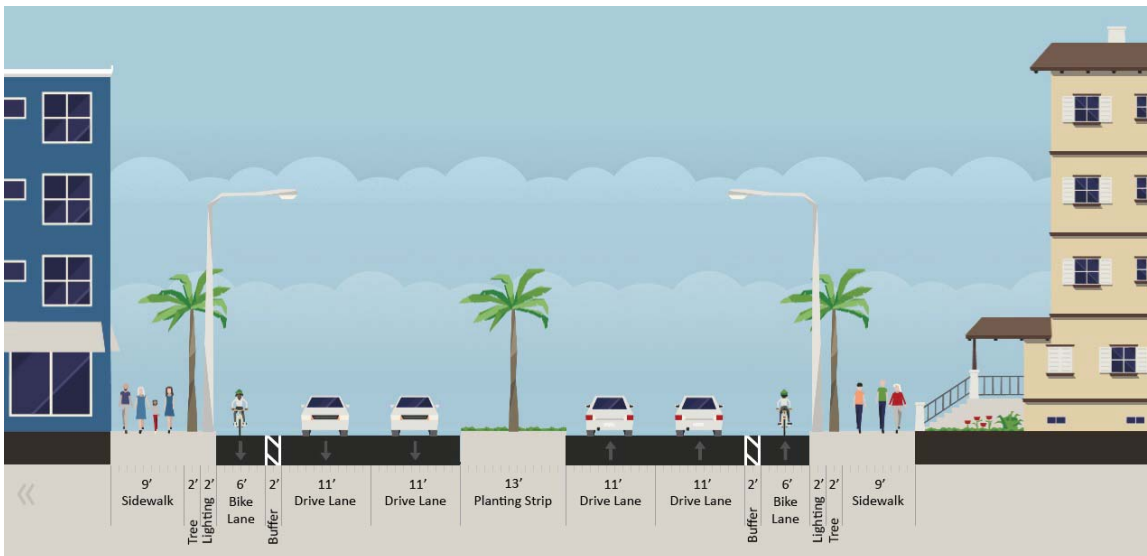 9’
Sidewalk
2’
Tree
2’
Lighting
6’
Bike
Lane
2’
Buffer
11’
Drive Lane
11’
Drive Lane
13’
Planting Strip
11’
Drive Lane
11’
Drive Lane
2’
Buffer
6’
Bike
Lane
2’
Lighting
2’
Tree
9’
Sidewalk